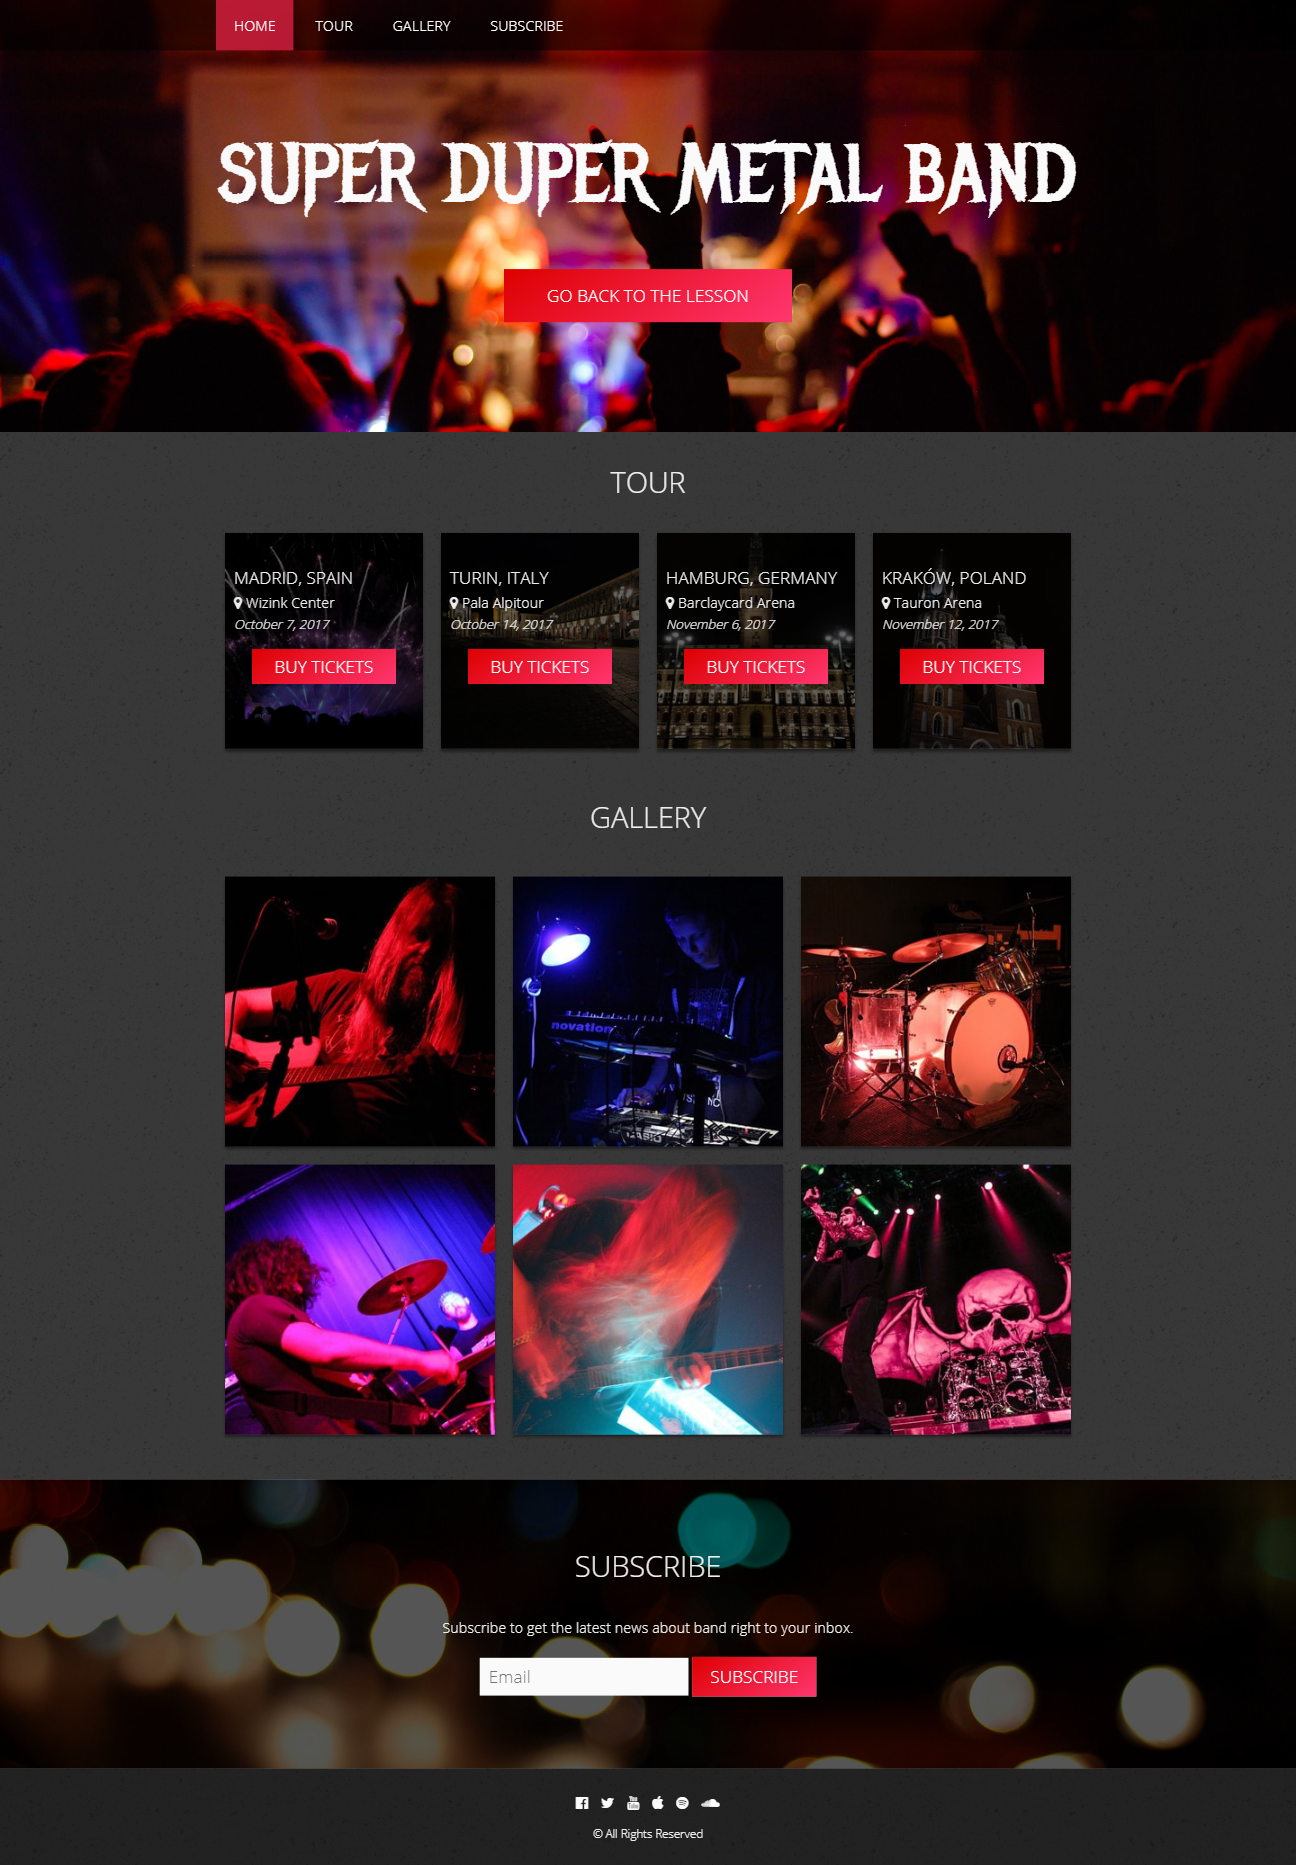 HOME TOUR GALLERY SUBSCRIBE
SUPER DUPER METAL BAND
GO BACK TO THE LESSON
TOUR
MADRID, SPAIN
Wizink Center
October 7, 2017
BUY TICKETS
TURIN, ITALY
Pala Alpitour
October 14, 2017
BUY TICKETS
HAMBURG, GERMANY
Barclaycard Arena
November 6, 2017
BUY TICKETS
KRAKÓW, POLAND
Tauron Arena
November 12, 2017
BUY TICKETS
GALLERY
novation
CASIO
SUBSCRIBE
Subscribe to get the latest news about band right to your inbox.
Email SUBSCRIBE
© All Rights Reserved